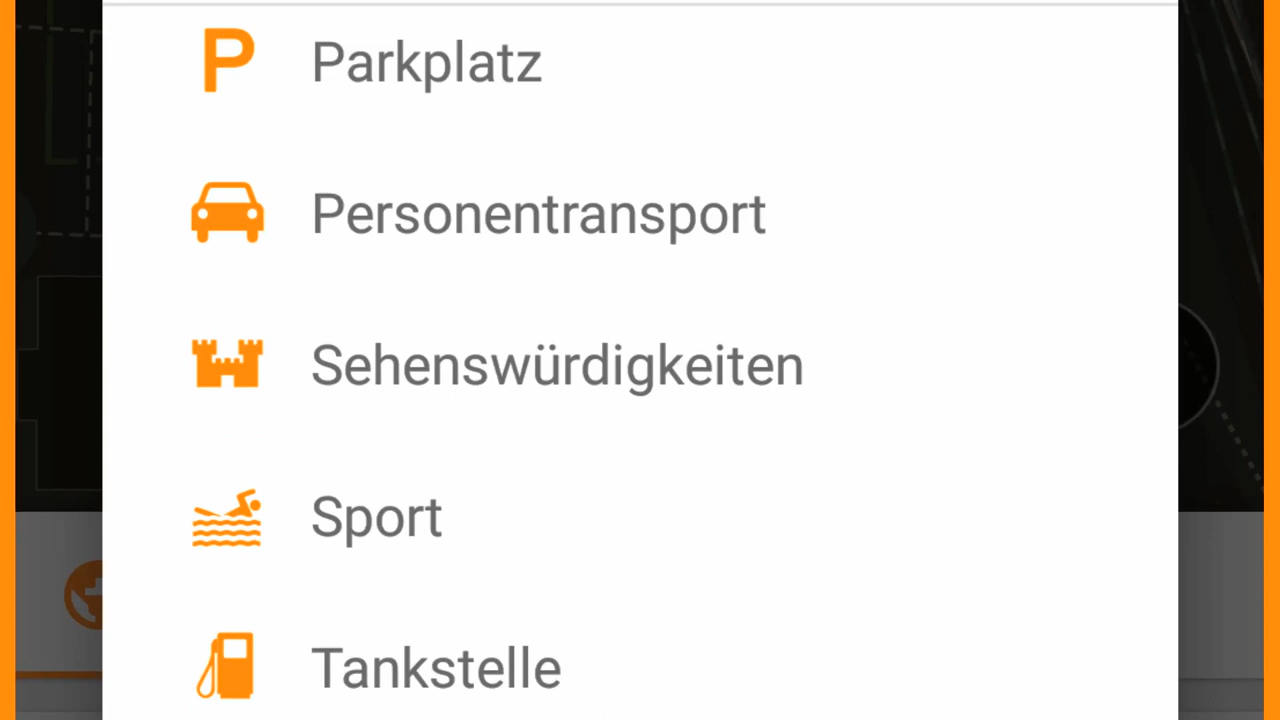 P Parkplatz
Personentransport
Sehenswürdigkeiten
Sport
Tankstelle